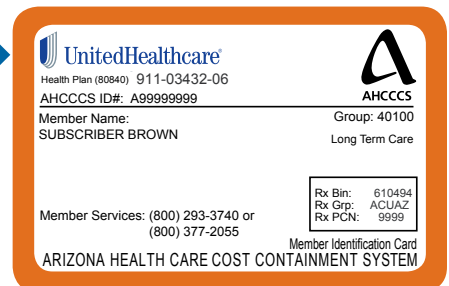 UnitedHealthcare®
Health Plan (80840) 911-03432-06
AHCCCS
AHCCCS ID#: A99999999
Member Name:
Group: 40100
SUBSCRIBER BROWN
Long Term Care
Rx Bin: 610494
Rx Grp: ACUAZ
Rx PCN: 9999
Member Services: (800) 293-3740 or
(800) 377-2055
Member Identification Card
ARIZONA HEALTH CARE COST CONTAINMENT SYSTEM